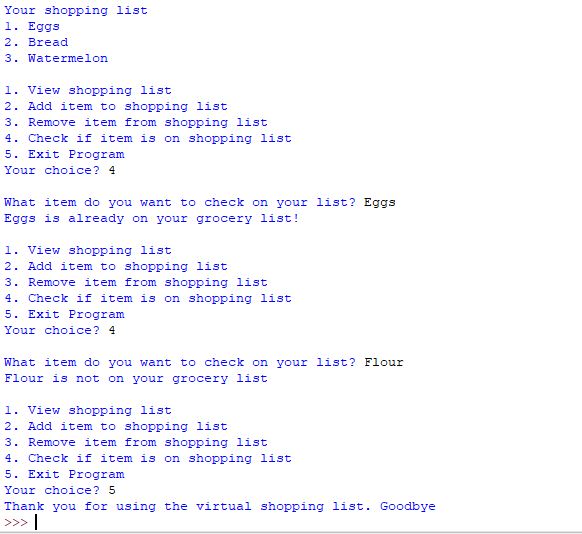 Your shopping list
1. Eggs
2. Bread
3. Watermelon

1. View shopping list
2. Add item to shopping list
3. Remove item from shopping list
4. Check if item is on shopping list
5. Exit Program
Your choice? 4

What item do you want to check on your list? Eggs
Eggs is already on your grocery list!

1. View shopping list
2. Add item to shopping list
3. Remove item from shopping list
4. Check if item is on shopping list
5. Exit Program
Your choice? 4

What item do you want to check on your list? Flour
Flour is not on your grocery list

1. View shopping list
2. Add item to shopping list
3. Remove item from shopping list
4. Check if item is on shopping list
5. Exit Program
Your choice? 5
Thank you for using the virtual shopping list. Goodbye
>>>